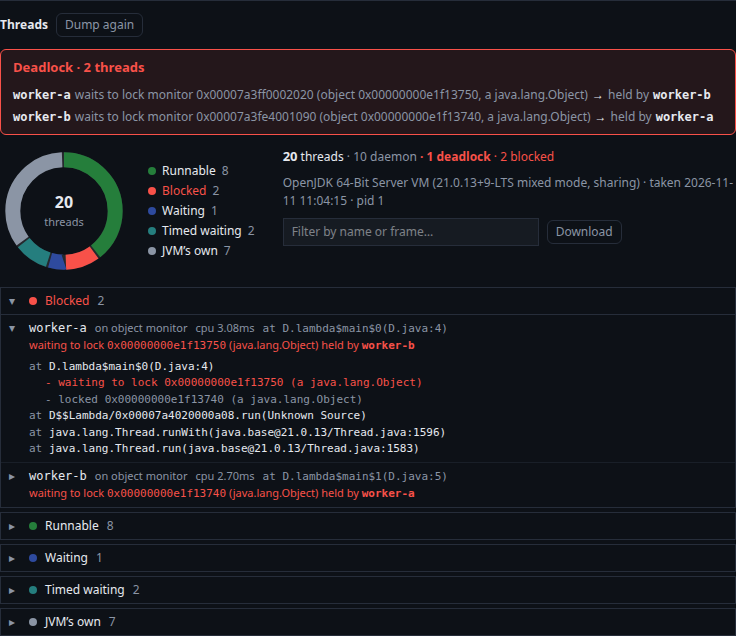 Threads Dump again
Deadlock · 2 threads
worker-a waits to lock monitor 0x00007a3ff0002020 (object 0x00000000e1f13750, a java.lang.Object) → held by worker-b
worker-b waits to lock monitor 0x00007a3fe4001090 (object 0x00000000e1f13740, a java.lang.Object) → held by worker-a
20
threads
Runnable 8
Blocked 2
Waiting 1
Timed waiting 2
JVM's own 7
20 threads · 10 daemon · 1 deadlock · 2 blocked
OpenJDK 64-Bit Server VM (21.0.13+9-LTS mixed mode, sharing) · taken 2026-11-
11 11:04:15 · pid 1
Filter by name or frame... Download
▾ Blocked 2
▾ worker-a on object monitor cpu 3.08ms at D.lambda$main$0(D.java:4)
waiting to lock 0x00000000e1f13750 (java.lang.Object) held by worker-b
at D.lambda$main$0(D.java:4)
- waiting to lock 0x00000000e1f13750 (a java.lang.Object)
- locked 0x00000000e1f13740 (a java.lang.Object)
at D$$Lambda/0x00007a4020000a08.run(Unknown Source)
at java.lang.Thread.runWith(java.base@21.0.13/Thread.java:1596)
at java.lang.Thread.run(java.base@21.0.13/Thread.java:1583)
▸ worker-b on object monitor cpu 2.70ms at D.lambda$main$1(D.java:5)
waiting to lock 0x00000000e1f13740 (java.lang.Object) held by worker-a
▸ Runnable 8
▸ Waiting 1
▸ Timed waiting 2
▸ JVM's own 7